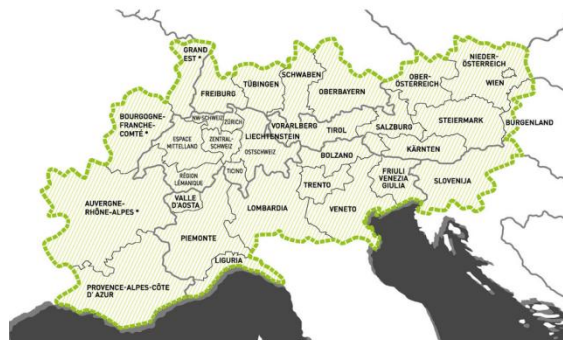 GRAND
EST *
FREIBURG
TÜBINGEN
SCHWABEN
OBERBAYERN
OBER-
ÖSTERREICH
NIEDER-
ÖSTERREICH
WIEN
BURGENLAND
BOURGOGNE-
FRANCHE-
COMTÉ *
NW-SCHWEIZ
ZÜRICH
ESPACE
MITTELLAND
ZENTRAL-
SCHWEIZ
LIECHTENSTEIN
OSTSCHWEIZ
VORARLBERG
TIROL
SALZBURG
STEIERMARK
KÄRNTEN
RÉGION
LÉMANIQUE
TICINO
BOLZANO
TRENTO
FRIULI
VENEZIA
GIULIA
SLOVENIJA
AUVERGNE-
RHÔNE-ALPES *
VALLE
D'AOSTA
LOMBARDIA
VENETO
PIEMONTE
LIGURIA
PROVENCE-ALPES-CÔTE
D' AZUR